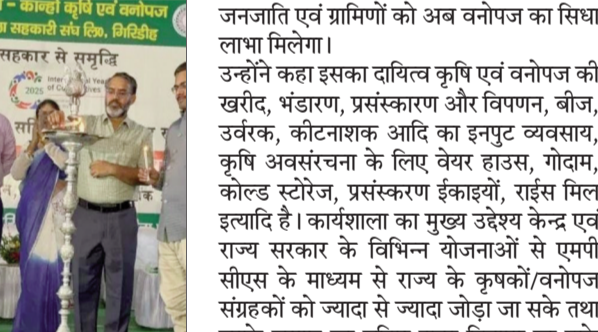 - कान्हा कृषि एवं वनोपज
सहकारी संघ लि०, गिरिडीह
सहकार से समृद्धि
2025
जनजाति एवं ग्रामिणों को अब वनोपज का सिधा
लाभा मिलेगा।
उन्होंने कहा इसका दायित्व कृषि एवं वनोपज की
खरीद, भंडारण, प्रसंस्करण और विपणन, बीज,
उर्वरक, कीटनाशक आदि का इनपुट व्यवसाय,
कृषि अवसंरचना के लिए वेयर हाउस, गोदाम,
कोल्ड स्टोरेज, प्रसंस्करण ईकाइयों, राईस मिल
इत्यादि है। कार्यशाला का मुख्य उद्देश्य केन्द्र एवं
राज्य सरकार के विभिन्न योजनाओं से एमपी
सीएस के माध्यम से राज्य के कृषकों/वनोपज
संग्रहकों को ज्यादा से ज्यादा जोड़ा जा सके तथा